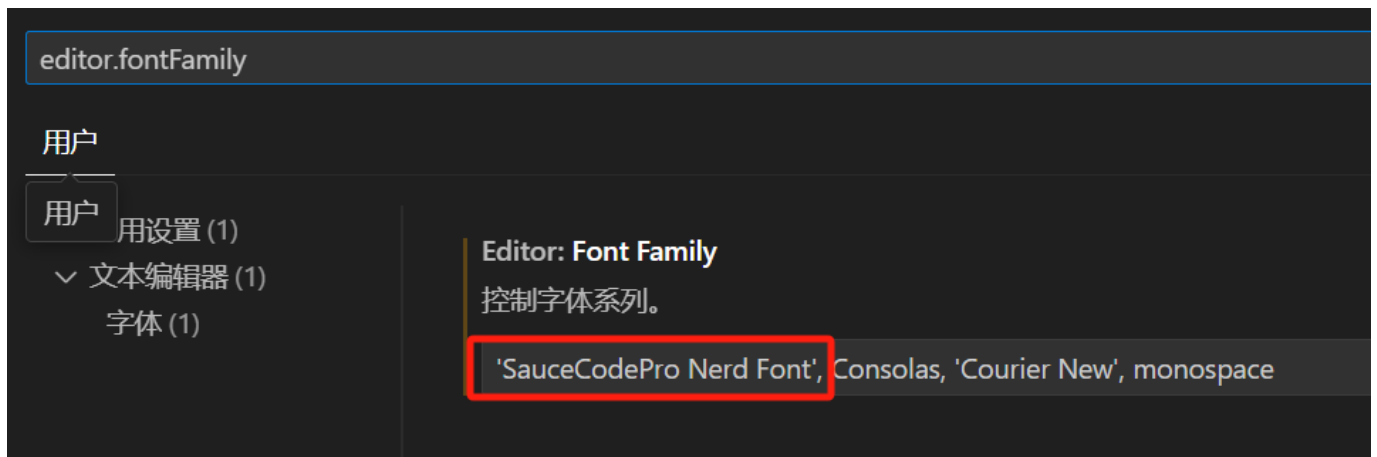 editor.fontFamily
用户
用户
用设置 (1)
文本编辑器 (1)
字体 (1)
Editor: Font Family
控制字体系列。
'SauceCodePro Nerd Font', Consolas, 'Courier New', monospace